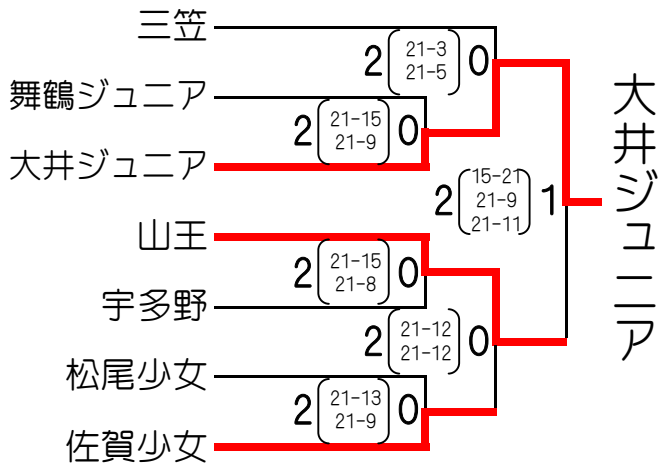 三笠
2 21-3 0
21-5
舞鶴ジュニア
2 21-15 0
21-9
大井ジュニア
大井ジュニア
2 15-21 1
21-9
21-11
山王
2 21-15 0
21-8
宇多野
2 21-12 0
21-12
松尾少女
2 21-13 0
21-9
佐賀少女